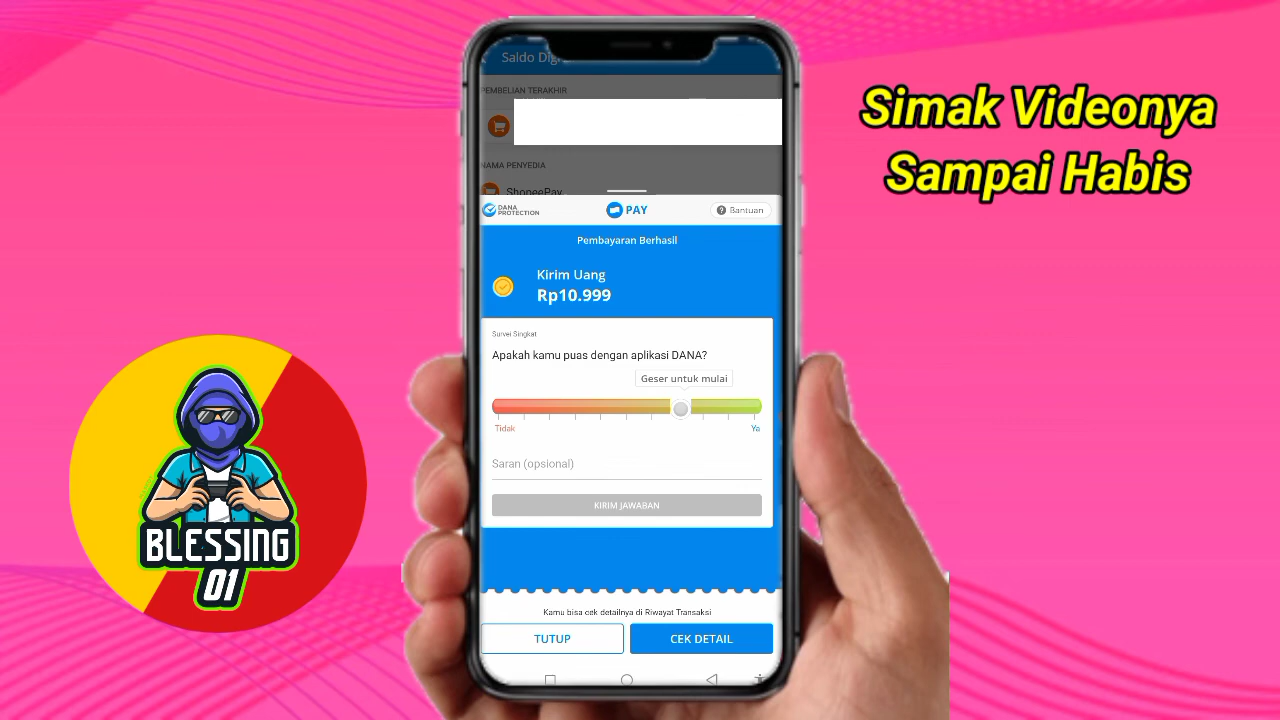 Simak Videonya
Sampai Habis
PEMBELIAN TERAKHIR
NAMA PENYEDIA
ShopeePay
DANA
PROTECTION
PAY
Bantuan
Pembayaran Berhasil
Kirim Uang
Rp10.999
Survei Singkat
Apakah kamu puas dengan aplikasi DANA?
Geser untuk mulai
Tidak
Ya
Saran (opsional)
KIRIM JAWABAN
Kamu bisa cek detailnya di Riwayat Transaksi
TUTUP
CEK DETAIL
BLESSING
01